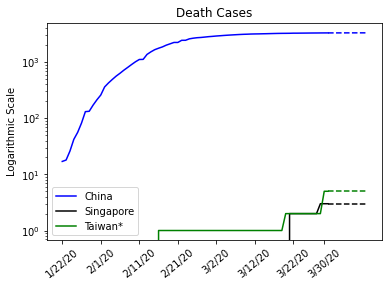 Death Cases
Logarithmic Scale
10³
10²
10¹
10⁰
China
Singapore
Taiwan*
1/22/20
2/1/20
2/11/20
2/21/20
3/2/20
3/12/20
3/22/20
3/30/20